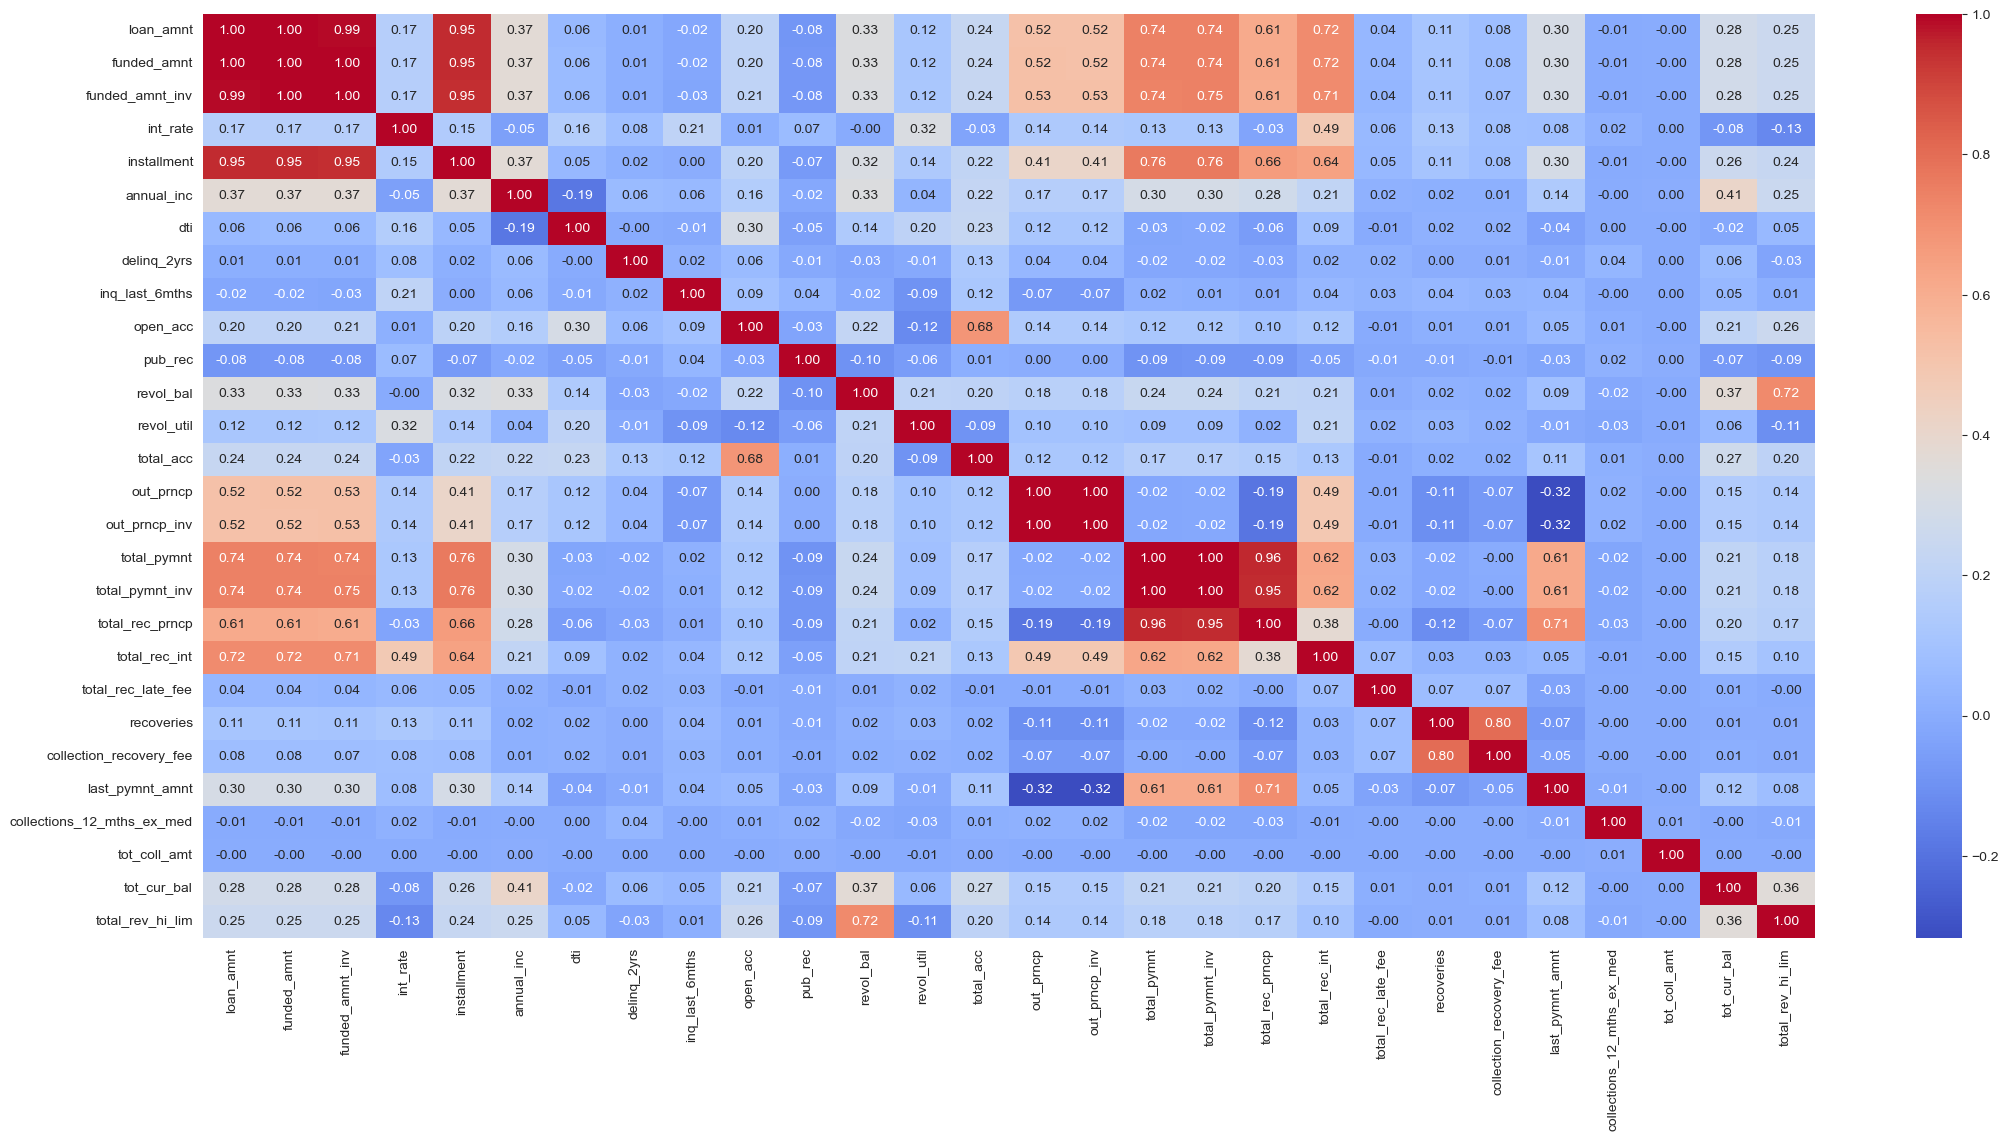 loan_amnt 1.00 1.00 0.99 0.17 0.95 0.37 0.06 0.01 -0.02 0.20 -0.08 0.33 0.12 0.24 0.52 0.52 0.74 0.74 0.61 0.72 0.04 0.11 0.08 0.30 -0.01 -0.00 0.28 0.25
funded_amnt 1.00 1.00 1.00 0.17 0.95 0.37 0.06 0.01 -0.02 0.20 -0.08 0.33 0.12 0.24 0.52 0.52 0.74 0.74 0.61 0.72 0.04 0.11 0.08 0.30 -0.01 -0.00 0.28 0.25
funded_amnt_inv 0.99 1.00 1.00 0.17 0.95 0.37 0.06 0.01 -0.03 0.21 -0.08 0.33 0.12 0.24 0.53 0.53 0.74 0.75 0.61 0.71 0.04 0.11 0.07 0.30 -0.01 -0.00 0.28 0.25
int_rate 0.17 0.17 0.17 1.00 0.15 -0.05 0.16 0.08 0.21 0.01 0.07 -0.00 0.32 -0.03 0.14 0.14 0.13 0.13 -0.03 0.49 0.06 0.13 0.08 0.08 0.02 0.00 -0.08 -0.13
installment 0.95 0.95 0.95 0.15 1.00 0.37 0.05 0.02 0.00 0.20 -0.07 0.32 0.14 0.22 0.41 0.41 0.76 0.76 0.66 0.64 0.05 0.11 0.08 0.30 -0.01 -0.00 0.26 0.24
annual_inc 0.37 0.37 0.37 -0.05 0.37 1.00 -0.19 0.06 0.06 0.16 -0.02 0.33 0.04 0.22 0.17 0.17 0.30 0.30 0.28 0.21 0.02 0.02 0.01 0.14 -0.00 0.00 0.41 0.25
dti 0.06 0.06 0.06 0.16 0.05 -0.19 1.00 -0.00 -0.01 0.30 -0.05 0.14 0.20 0.23 0.12 0.12 -0.03 -0.02 -0.06 0.09 -0.01 0.02 0.02 -0.04 0.00 -0.00 -0.02 0.05
delinq_2yrs 0.01 0.01 0.01 0.08 0.02 0.06 -0.00 1.00 0.02 0.06 -0.01 -0.03 -0.01 0.13 0.04 0.04 -0.02 -0.02 -0.03 0.02 0.02 0.00 0.01 -0.01 0.04 0.00 0.06 -0.03
inq_last_6mths -0.02 -0.02 -0.03 0.21 0.00 0.06 -0.01 0.02 1.00 0.09 0.04 -0.02 -0.09 0.12 -0.07 -0.07 0.02 0.01 0.01 0.04 0.03 0.04 0.03 0.04 -0.00 0.00 0.05 0.01
open_acc 0.20 0.20 0.21 0.01 0.20 0.16 0.30 0.06 0.09 1.00 -0.03 0.22 -0.12 0.68 0.14 0.14 0.12 0.12 0.10 0.12 -0.01 0.01 0.01 0.05 0.01 -0.00 0.21 0.26
pub_rec -0.08 -0.08 -0.08 0.07 -0.07 -0.02 -0.05 -0.01 0.04 -0.03 1.00 -0.10 -0.06 0.01 0.00 0.00 -0.09 -0.09 -0.09 -0.05 -0.01 -0.01 -0.01 -0.03 0.02 0.00 -0.07 -0.09
revol_bal 0.33 0.33 0.33 -0.00 0.32 0.33 0.14 -0.03 -0.02 0.22 -0.10 1.00 0.21 0.20 0.18 0.18 0.24 0.24 0.21 0.21 0.01 0.02 0.02 0.09 -0.02 -0.00 0.37 0.72
revol_util 0.12 0.12 0.12 0.32 0.14 0.04 0.20 -0.01 -0.09 -0.12 -0.06 0.21 1.00 -0.09 0.10 0.10 0.09 0.09 0.02 0.21 0.02 0.03 0.02 -0.01 -0.03 -0.01 0.06 -0.11
total_acc 0.24 0.24 0.24 -0.03 0.22 0.22 0.23 0.13 0.12 0.68 0.01 0.20 -0.09 1.00 0.12 0.12 0.17 0.17 0.15 0.13 -0.01 0.02 0.02 0.11 0.01 0.00 0.27 0.20
out_prncp 0.52 0.52 0.53 0.14 0.41 0.17 0.12 0.04 -0.07 0.14 0.00 0.18 0.10 0.12 1.00 1.00 -0.02 -0.02 -0.19 0.49 -0.01 -0.11 -0.07 -0.32 0.02 -0.00 0.15 0.14
out_prncp_inv 0.52 0.52 0.53 0.14 0.41 0.17 0.12 0.04 -0.07 0.14 0.00 0.18 0.10 0.12 1.00 1.00 -0.02 -0.02 -0.19 0.49 -0.01 -0.11 -0.07 -0.32 0.02 -0.00 0.15 0.14
total_pymnt 0.74 0.74 0.74 0.13 0.76 0.30 -0.03 -0.02 0.02 0.12 -0.09 0.24 0.09 0.17 -0.02 -0.02 1.00 1.00 0.96 0.62 0.03 -0.02 -0.00 0.61 -0.02 -0.00 0.21 0.18
total_pymnt_inv 0.74 0.74 0.75 0.13 0.76 0.30 -0.02 -0.02 0.01 0.12 -0.09 0.24 0.09 0.17 -0.02 -0.02 1.00 1.00 0.95 0.62 0.02 -0.02 -0.00 0.61 -0.02 -0.00 0.21 0.18
total_rec_prncp 0.61 0.61 0.61 -0.03 0.66 0.28 -0.06 -0.03 0.01 0.10 -0.09 0.21 0.02 0.15 -0.19 -0.19 0.96 0.95 1.00 0.38 -0.00 -0.12 -0.07 0.71 -0.03 -0.00 0.20 0.17
total_rec_int 0.72 0.72 0.71 0.49 0.64 0.21 0.09 0.02 0.04 0.12 -0.05 0.21 0.21 0.13 0.49 0.49 0.62 0.62 0.38 1.00 0.07 0.03 0.03 0.05 -0.01 -0.00 0.15 0.10
total_rec_late_fee 0.04 0.04 0.04 0.06 0.05 0.02 -0.01 0.02 0.03 -0.01 -0.01 0.01 0.02 -0.01 -0.01 -0.01 0.03 0.02 -0.00 0.07 1.00 0.07 0.07 -0.03 -0.00 -0.00 0.01 -0.00
recoveries 0.11 0.11 0.11 0.13 0.11 0.02 0.02 0.00 0.04 0.01 -0.01 0.02 0.03 0.02 -0.11 -0.11 -0.02 -0.02 -0.12 0.03 0.07 1.00 0.80 -0.07 -0.00 -0.00 0.01 0.01
collection_recovery_fee 0.08 0.08 0.07 0.08 0.08 0.01 0.02 0.01 0.03 0.01 -0.01 0.02 0.02 0.02 -0.07 -0.07 -0.00 -0.00 -0.07 0.03 0.07 0.80 1.00 -0.05 -0.00 -0.00 0.01 0.01
last_pymnt_amnt 0.30 0.30 0.30 0.08 0.30 0.14 -0.04 -0.01 0.04 0.05 -0.03 0.09 -0.01 0.11 -0.32 -0.32 0.61 0.61 0.71 0.05 -0.03 -0.07 -0.05 1.00 -0.01 -0.00 0.12 0.08
collections_12_mths_ex_med -0.01 -0.01 -0.01 0.02 -0.01 -0.00 0.00 0.04 -0.00 0.01 0.02 -0.02 -0.03 0.01 0.02 0.02 -0.02 -0.02 -0.03 -0.01 -0.00 -0.00 -0.00 -0.01 1.00 0.01 -0.00 -0.01
tot_coll_amt -0.00 -0.00 -0.00 0.00 -0.00 0.00 -0.00 0.00 0.00 -0.00 0.00 -0.00 -0.01 0.00 -0.00 -0.00 -0.00 -0.00 -0.00 -0.00 -0.00 -0.00 -0.00 -0.00 0.01 1.00 0.00 -0.00
tot_cur_bal 0.28 0.28 0.28 -0.08 0.26 0.41 -0.02 0.06 0.05 0.21 -0.07 0.37 0.06 0.27 0.15 0.15 0.21 0.21 0.20 0.15 0.01 0.01 0.01 0.12 -0.00 0.00 1.00 0.36
total_rev_hi_lim 0.25 0.25 0.25 -0.13 0.24 0.25 0.05 -0.03 0.01 0.26 -0.09 0.72 -0.11 0.20 0.14 0.14 0.18 0.18 0.17 0.10 -0.00 0.01 0.01 0.08 -0.01 -0.00 0.36 1.00
loan_amnt
funded_amnt
funded_amnt_inv
int_rate
installment
annual_inc
dti
delinq_2yrs
inq_last_6mths
open_acc
pub_rec
revol_bal
revol_util
total_acc
out_prncp
out_prncp_inv
total_pymnt
total_pymnt_inv
total_rec_prncp
total_rec_int
total_rec_late_fee
recoveries
collection_recovery_fee
last_pymnt_amnt
collections_12_mths_ex_med
tot_coll_amt
tot_cur_bal
total_rev_hi_lim
1.0
0.8
0.6
0.4
0.2
0.0
−0.2